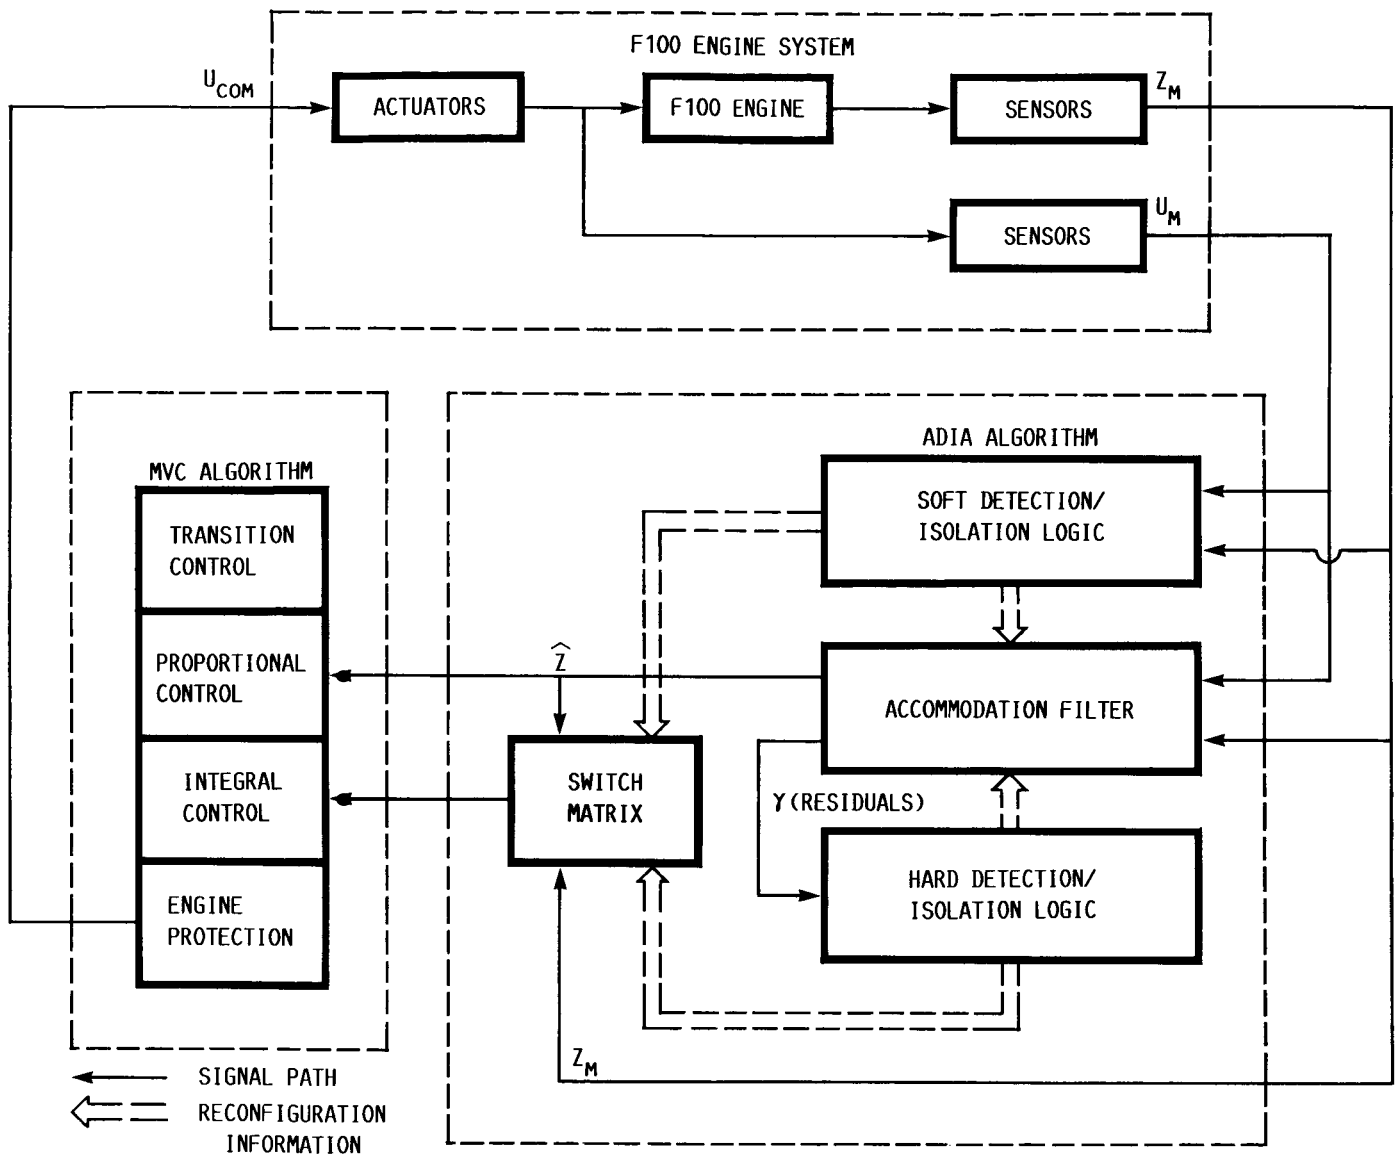 F100 ENGINE SYSTEM
U_COM
ACTUATORS
F100 ENGINE
SENSORS
Z_M
SENSORS
U_M
ADIA ALGORITHM
MVC ALGORITHM
TRANSITION
CONTROL
PROPORTIONAL
CONTROL
INTEGRAL
CONTROL
ENGINE
PROTECTION
SOFT DETECTION/
ISOLATION LOGIC
Ẑ
ACCOMMODATION FILTER
SWITCH
MATRIX
γ(RESIDUALS)
HARD DETECTION/
ISOLATION LOGIC
Z_M
SIGNAL PATH
RECONFIGURATION
INFORMATION